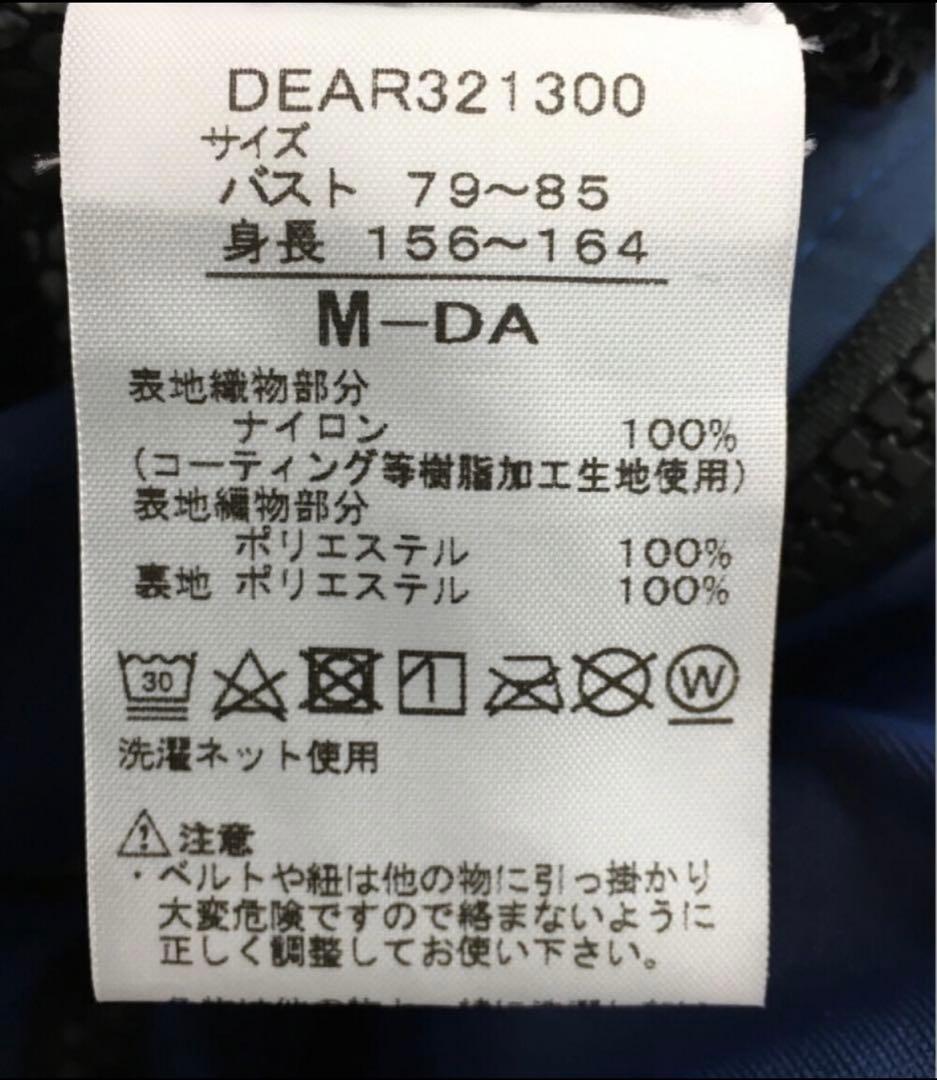 DEAR321300
サイズ
バスト 79～85
身長 156～164
M－DA
表地織物部分
ナイロン 100%
(コーティング等樹脂加工生地使用)
表地編物部分
ポリエステル 100%
裏地 ポリエステル 100%
30 W
洗濯ネット使用
注意
・ベルトや紐は他の物に引っ掛かり
大変危険ですので絡まないように
正しく調整してお使い下さい。